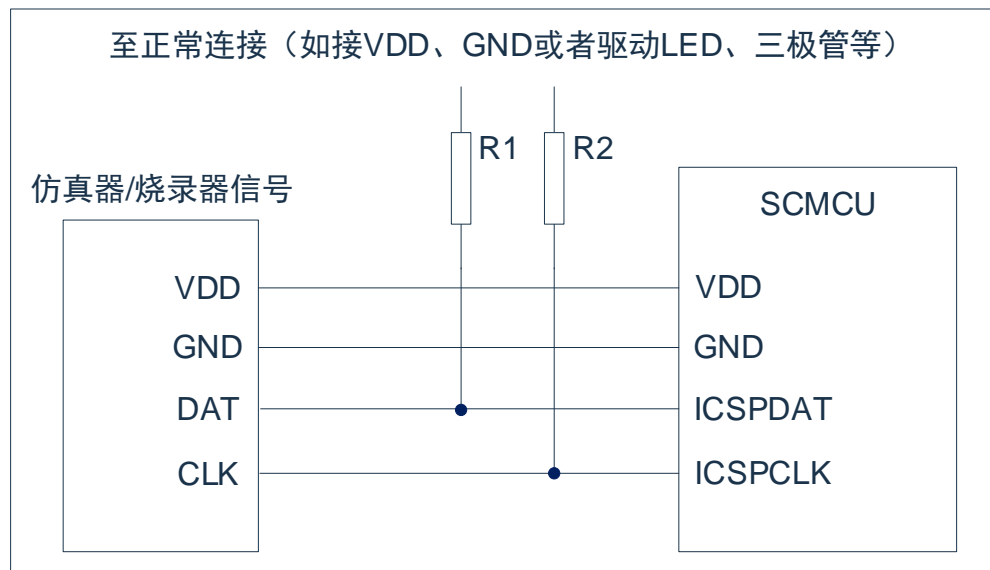 至正常连接（如接VDD、GND或者驱动LED、三极管等）
R1
R2
仿真器/烧录器信号
SCMCU
VDD
VDD
GND
GND
DAT
ICSPDAT
CLK
ICSPCLK